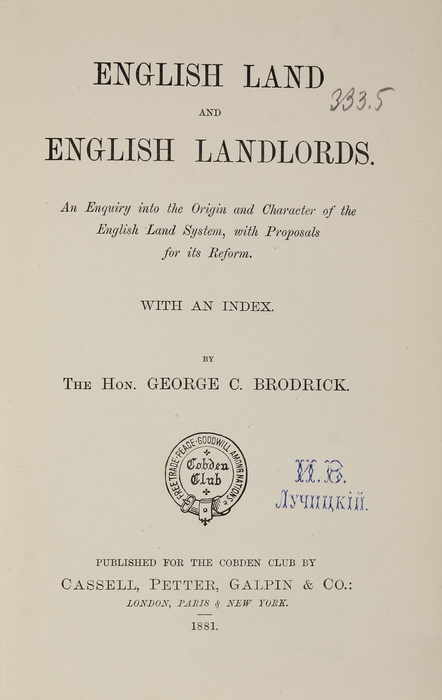 ENGLISH LAND
333.5
AND
ENGLISH LANDLORDS.
An Enquiry into the Origin and Character of the
English Land System, with Proposals
for its Reform.
WITH AN INDEX.
BY
THE HON. GEORGE C. BRODRICK.
FREE·TRADE·PEACE·GOODWILL AMONG NATIONS
Cobden
Club
И. В.
Лучицкій.
PUBLISHED FOR THE COBDEN CLUB BY
CASSELL, PETTER, GALPIN & CO.:
LONDON, PARIS & NEW YORK.
1881.